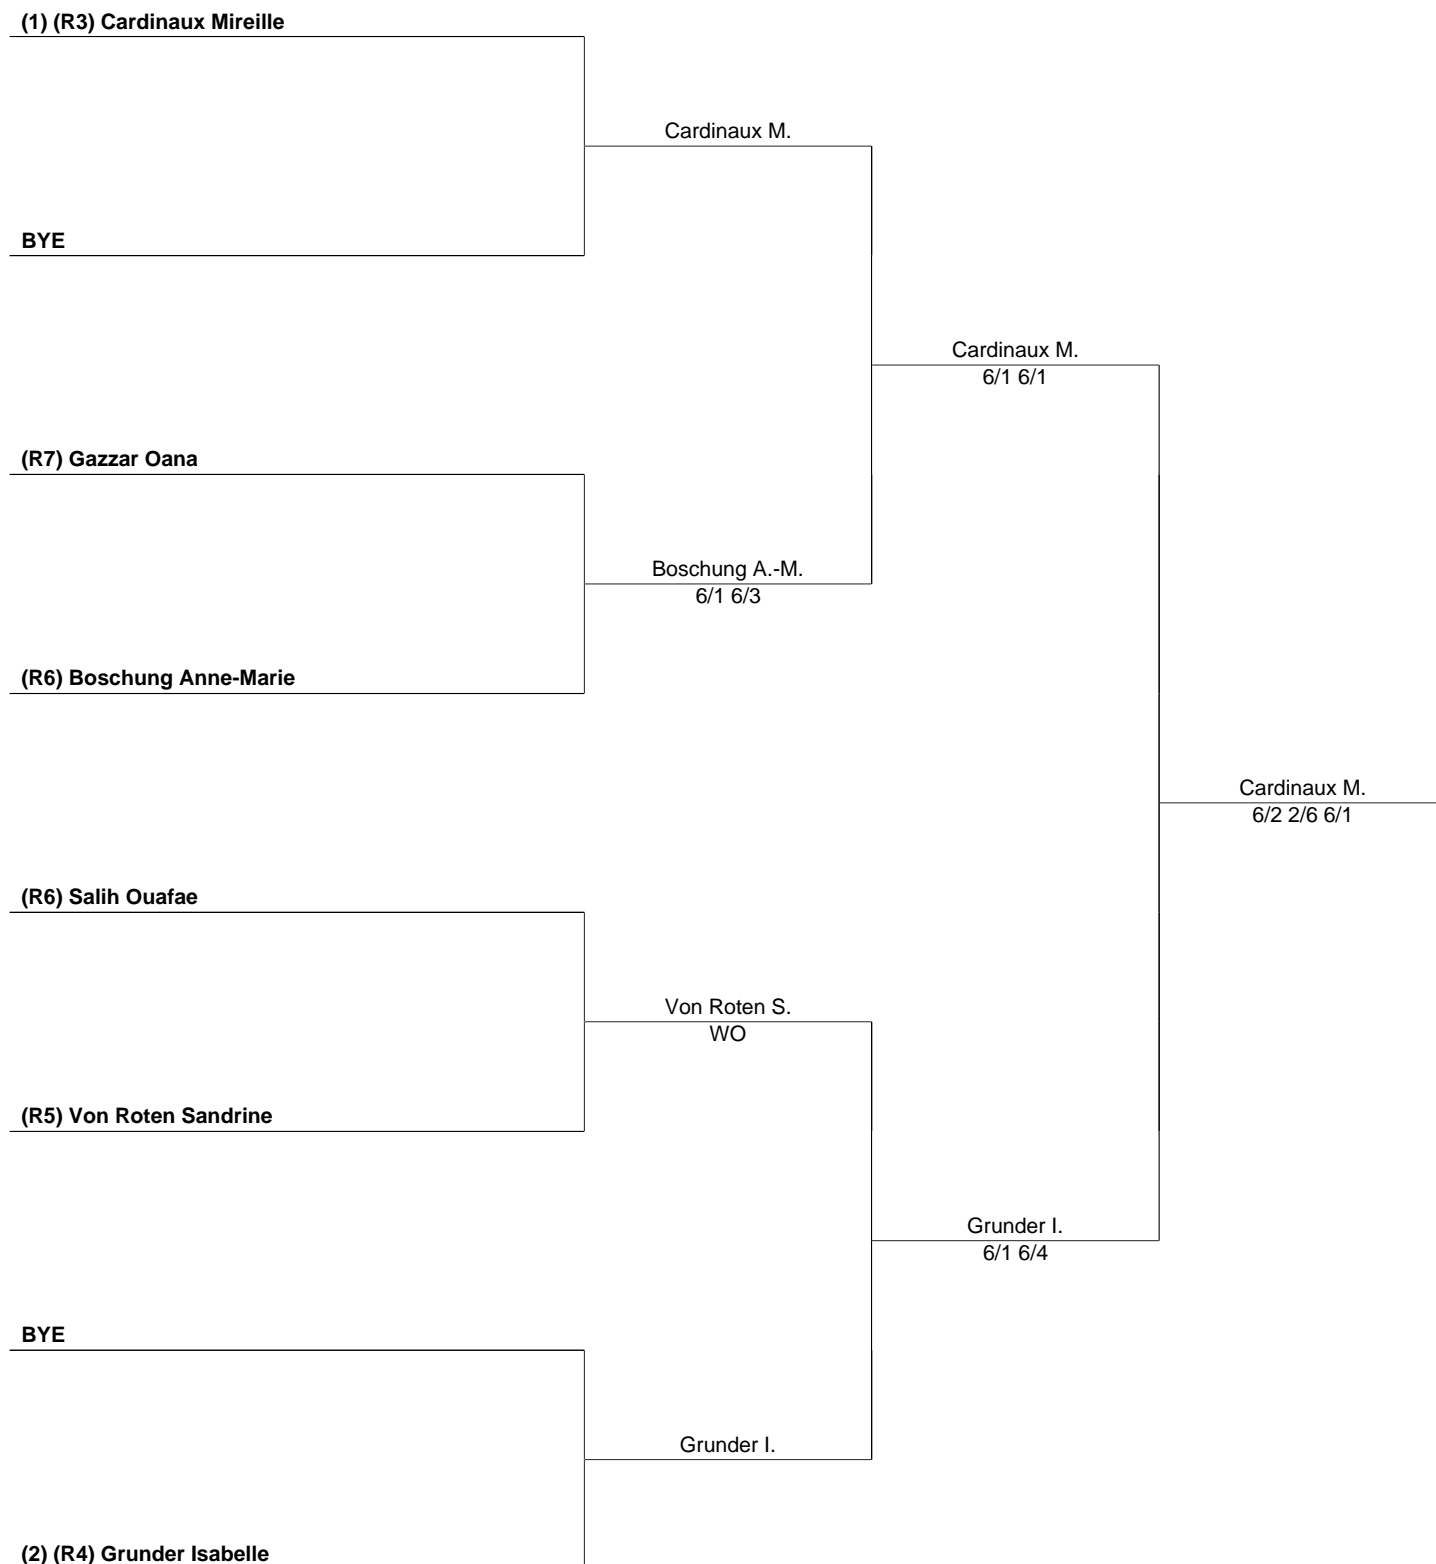 (1) (R3) Cardinaux Mireille
Cardinaux M.
BYE
Cardinaux M.
6/1 6/1
(R7) Gazzar Oana
Boschung A.-M.
6/1 6/3
(R6) Boschung Anne-Marie
Cardinaux M.
6/2 2/6 6/1
(R6) Salih Ouafae
Von Roten S.
WO
(R5) Von Roten Sandrine
Grunder I.
6/1 6/4
BYE
Grunder I.
(2) (R4) Grunder Isabelle